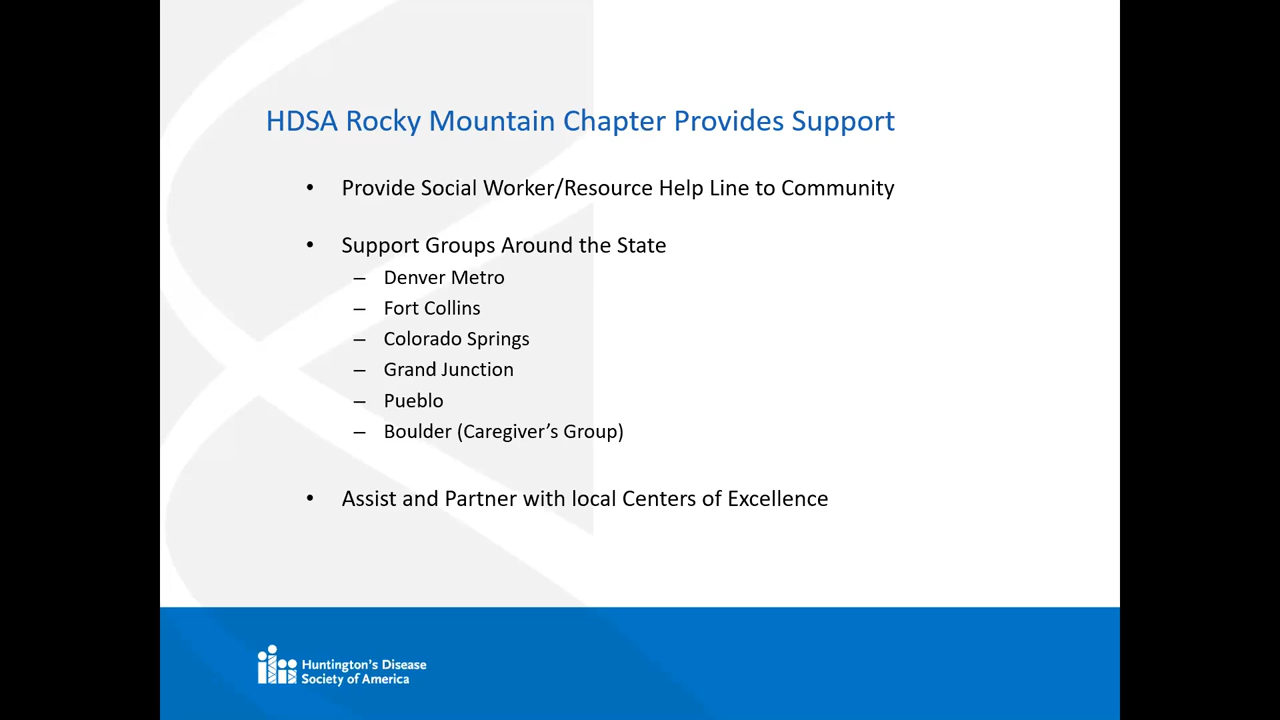 HDSA Rocky Mountain Chapter Provides Support
• Provide Social Worker/Resource Help Line to Community
• Support Groups Around the State
– Denver Metro
– Fort Collins
– Colorado Springs
– Grand Junction
– Pueblo
– Boulder (Caregiver’s Group)
• Assist and Partner with local Centers of Excellence
Huntington's Disease
Society of America